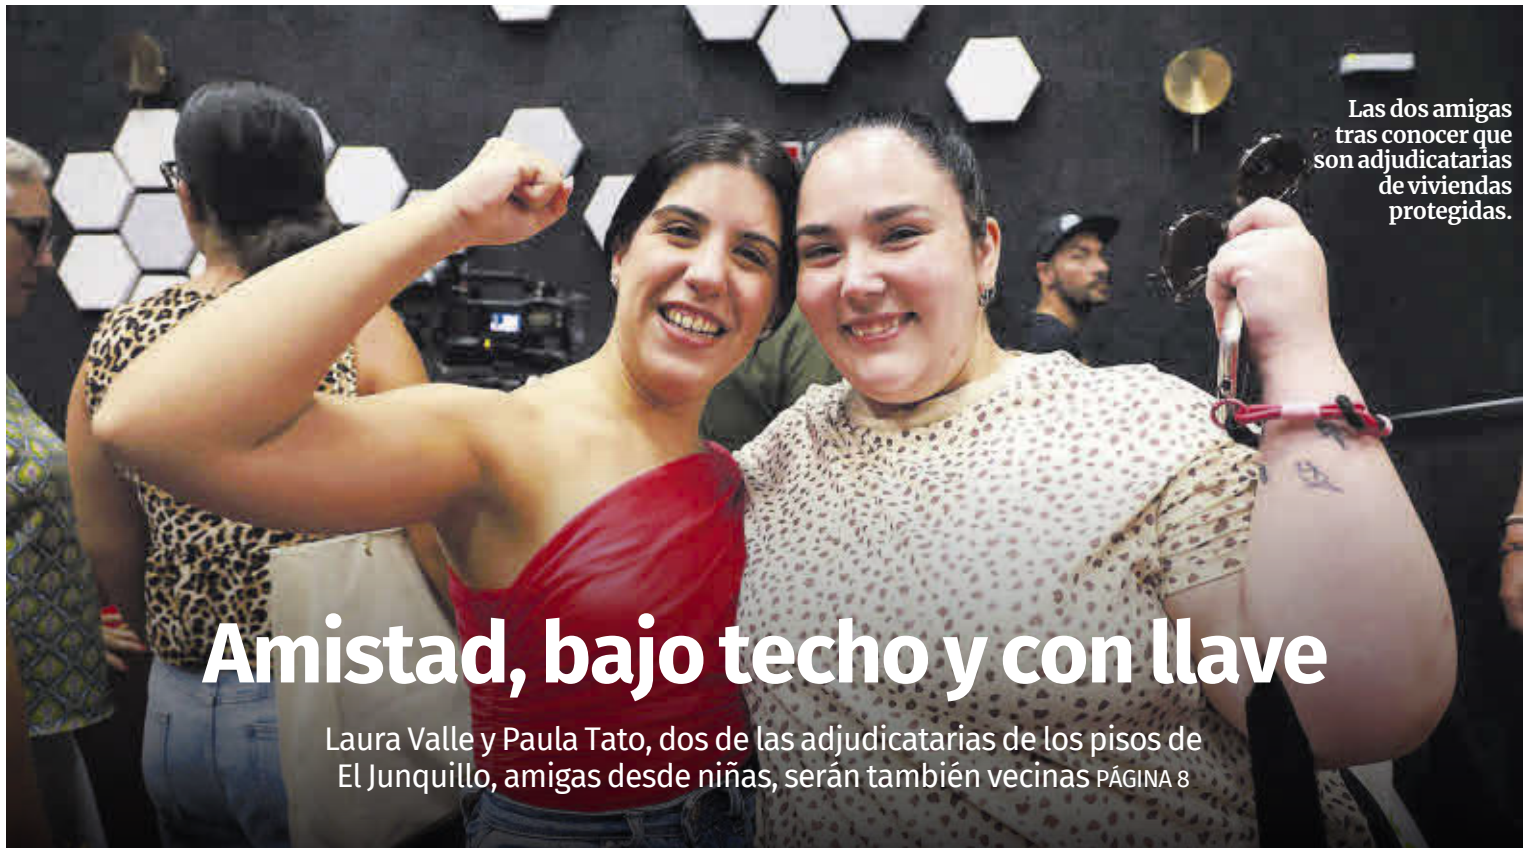 Las dos amigas
tras conocer que
son adjudicatarias
de viviendas
protegidas.
Amistad, bajo techo y con llave
Laura Valle y Paula Tato, dos de las adjudicatarias de los pisos de
El Junquillo, amigas desde niñas, serán también vecinas PÁGINA 8